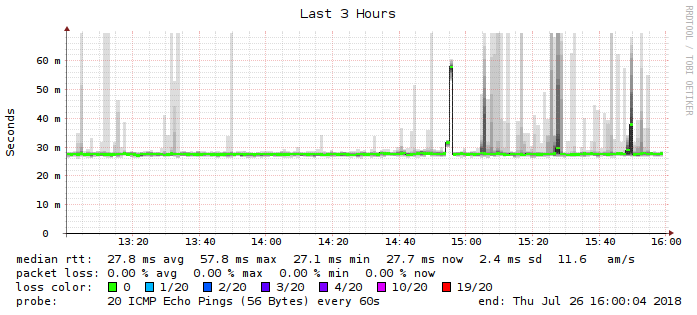 Last 3 Hours
RRDTOOL / TOBI OETIKER
Seconds
60 m
50 m
40 m
30 m
20 m
10 m
0
13:20 13:40 14:00 14:20 14:40 15:00 15:20 15:40 16:00
median rtt: 27.8 ms avg 57.8 ms max 27.1 ms min 27.7 ms now 2.4 ms sd 11.6 am/s
packet loss: 0.00 % avg 0.00 % max 0.00 % min 0.00 % now
loss color: 0 1/20 2/20 3/20 4/20 10/20 19/20
probe: 20 ICMP Echo Pings (56 Bytes) every 60s end: Thu Jul 26 16:00:04 2018